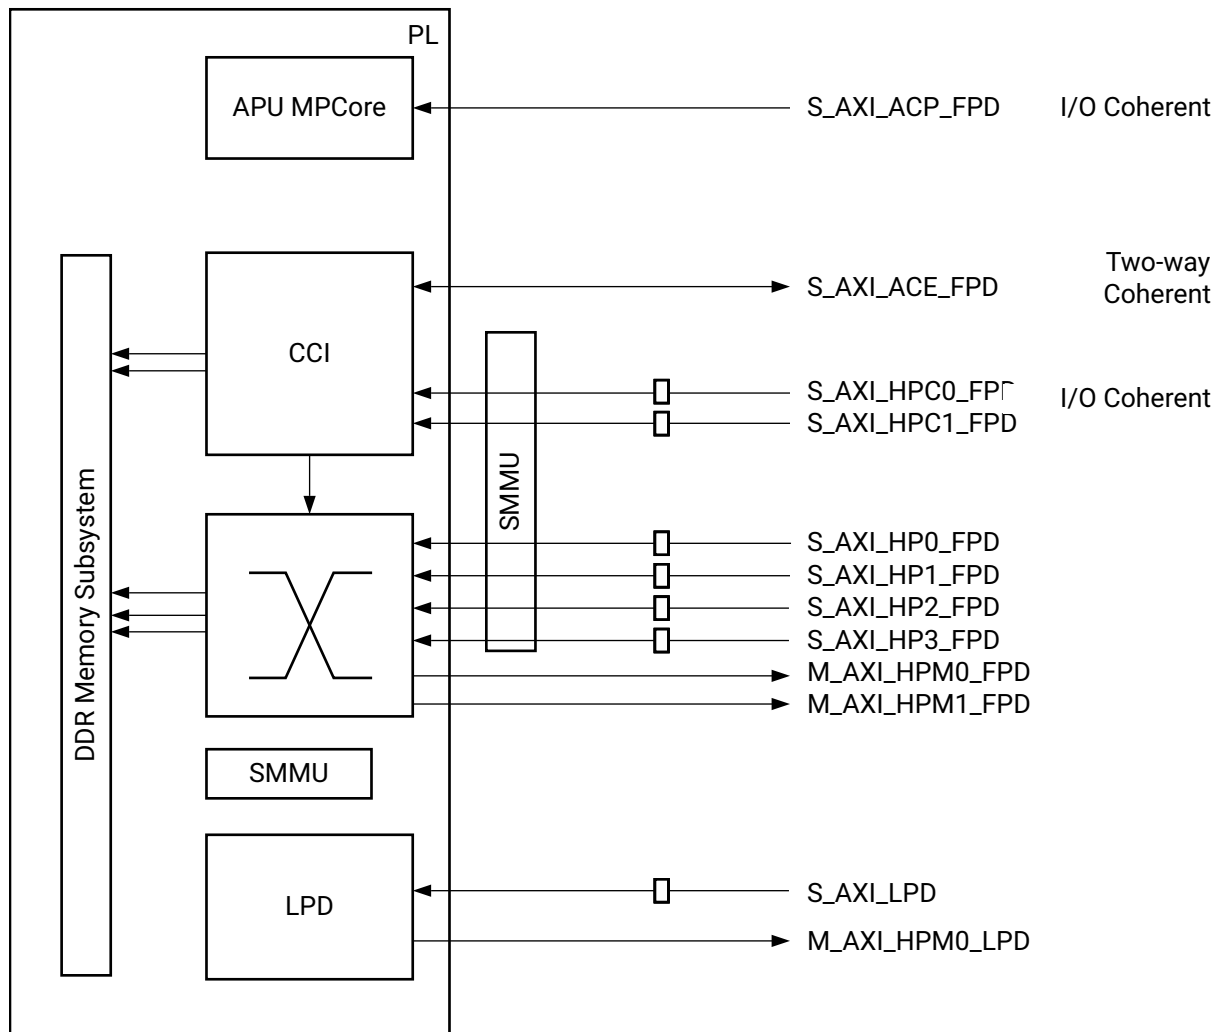 PL
APU MPCore
S_AXI_ACP_FPD
I/O Coherent
Two-way
Coherent
S_AXI_ACE_FPD
CCI
S_AXI_HPC0_FPD
I/O Coherent
S_AXI_HPC1_FPD
SMMU
DDR Memory Subsystem
S_AXI_HP0_FPD
S_AXI_HP1_FPD
S_AXI_HP2_FPD
S_AXI_HP3_FPD
M_AXI_HPM0_FPD
M_AXI_HPM1_FPD
SMMU
LPD
S_AXI_LPD
M_AXI_HPM0_LPD